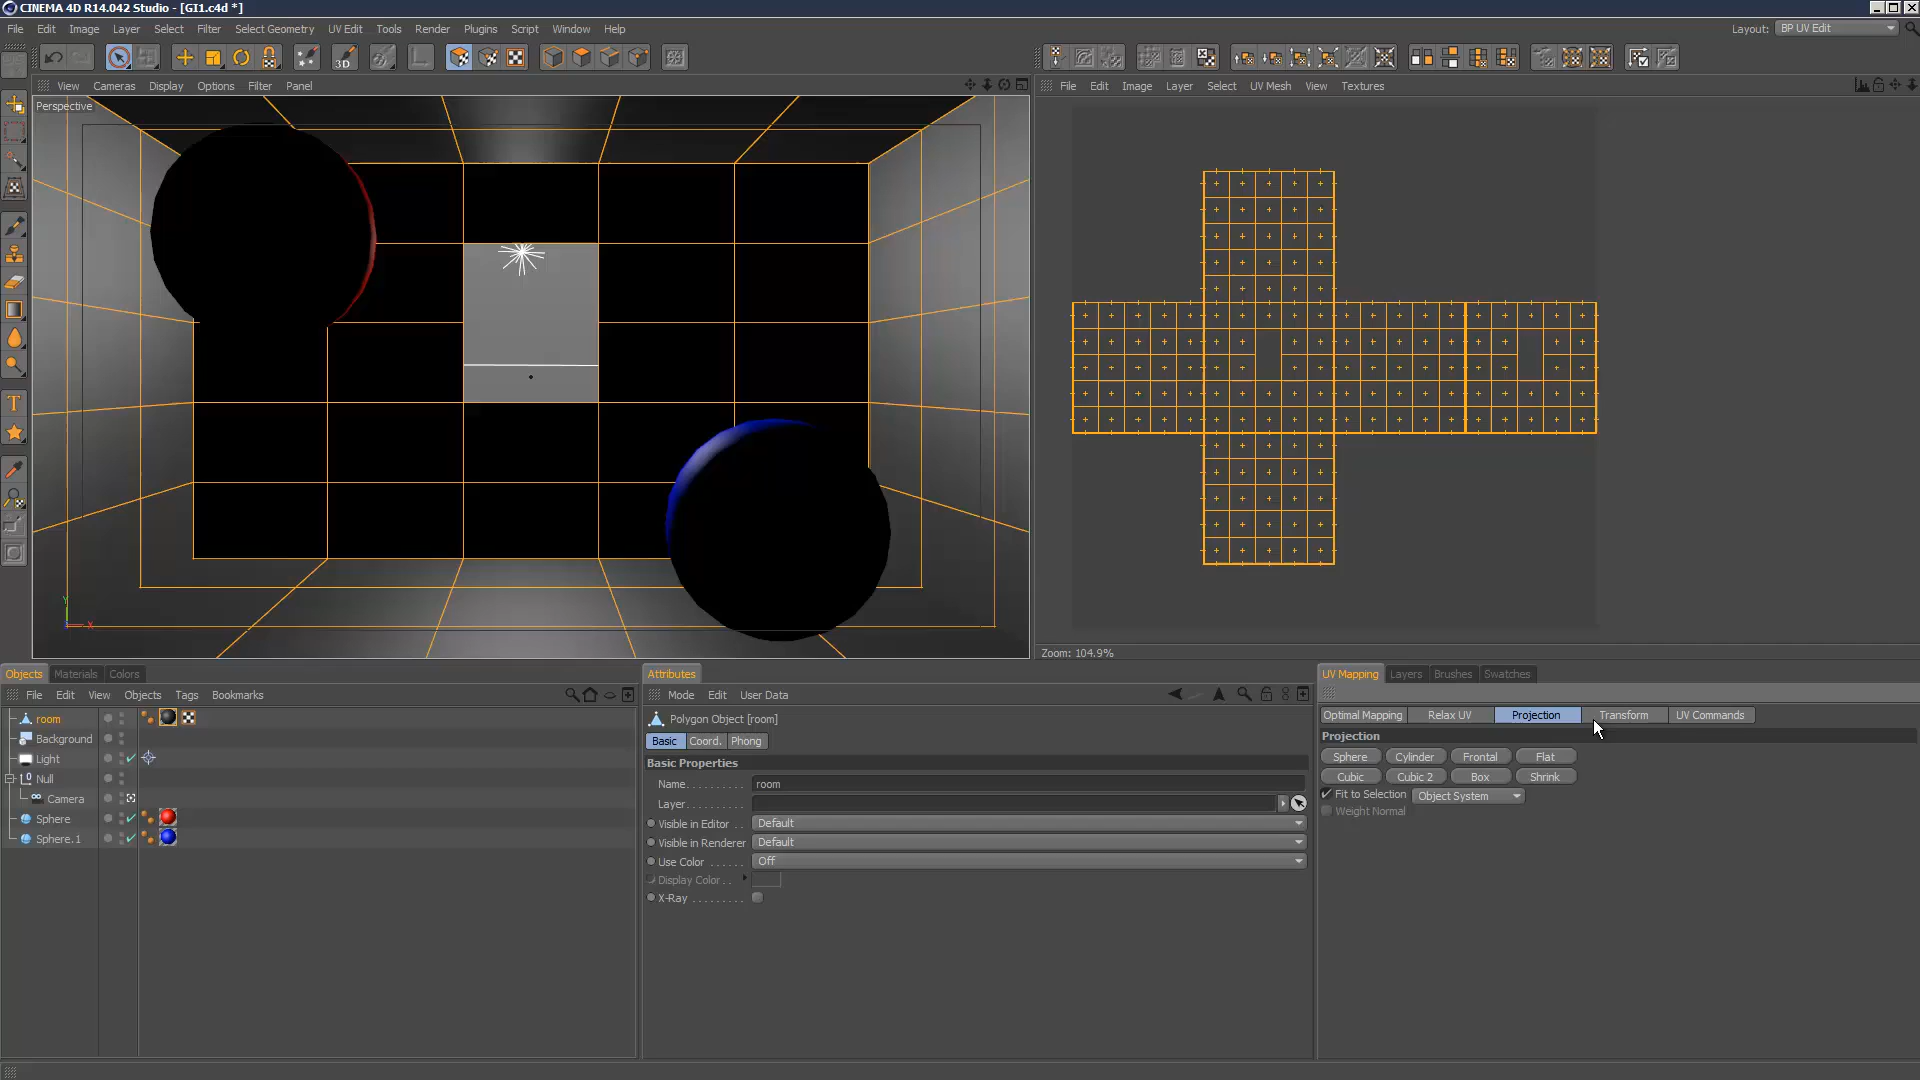 CINEMA 4D R14.042 Studio - [GI1.c4d *]
File Edit Image Layer Select Filter Select Geometry UV Edit Tools Render Plugins Script Window Help
Layout: BP UV Edit
3D
View Cameras Display Options Filter Panel
File Edit Image Layer Select UV Mesh View Textures
Perspective
T
Y
X
Zoom: 104.9%
Objects Materials Colors
File Edit View Objects Tags Bookmarks
room
Background
Light
Null
Camera
Sphere
Sphere.1
Attributes
Mode Edit User Data
Polygon Object [room]
Basic Coord. Phong
Basic Properties
Name room
Layer
Visible in Editor Default
Visible in Renderer Default
Use Color Off
Display Color
X-Ray
UV Mapping Layers Brushes Swatches
Optimal Mapping Relax UV Projection Transform UV Commands
Projection
Sphere Cylinder Frontal Flat
Cubic Cubic 2 Box Shrink
Fit to Selection Object System
Weight Normal